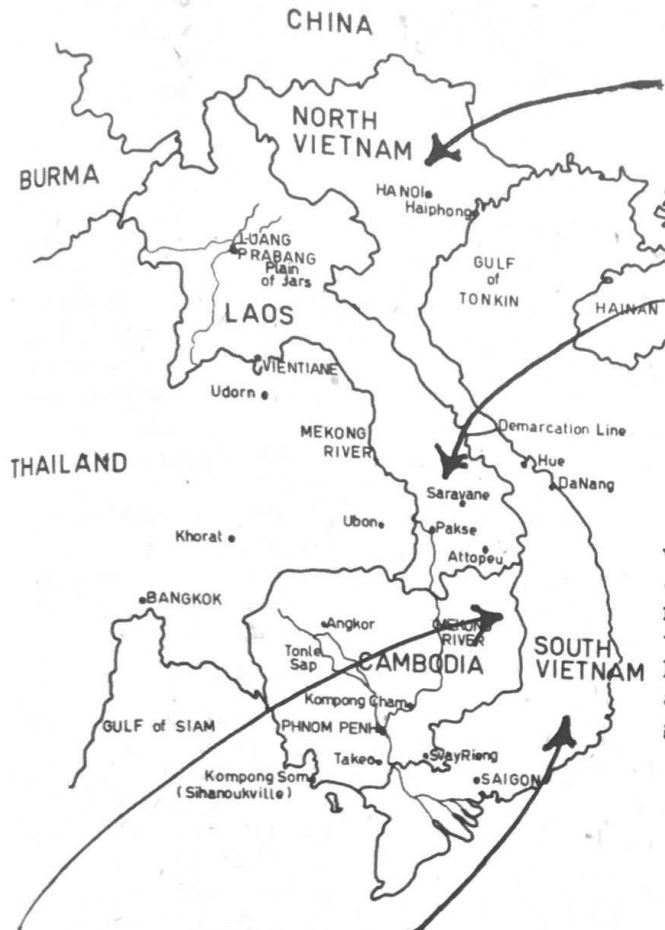 CHINA
NORTH
VIETNAM
BURMA
HANOI
Haiphong
LUANG
PRABANG
Plain
of Jars
GULF
of
TONKIN
HAINAN
LAOS
VIENTIANE
Udorn
MEKONG
RIVER
Demarcation Line
THAILAND
Hue
DaNang
Saravane
Ubon
Pakse
Khorat
Attopeu
BANGKOK
Angkor
MEKONG
RIVER
Tonle
Sap
CAMBODIA
SOUTH
VIETNAM
Kompong Cham
GULF of SIAM
PHNOM PENH
Takeo
SvayRieng
Kompong Som
(Sihanoukville)
SAIGON